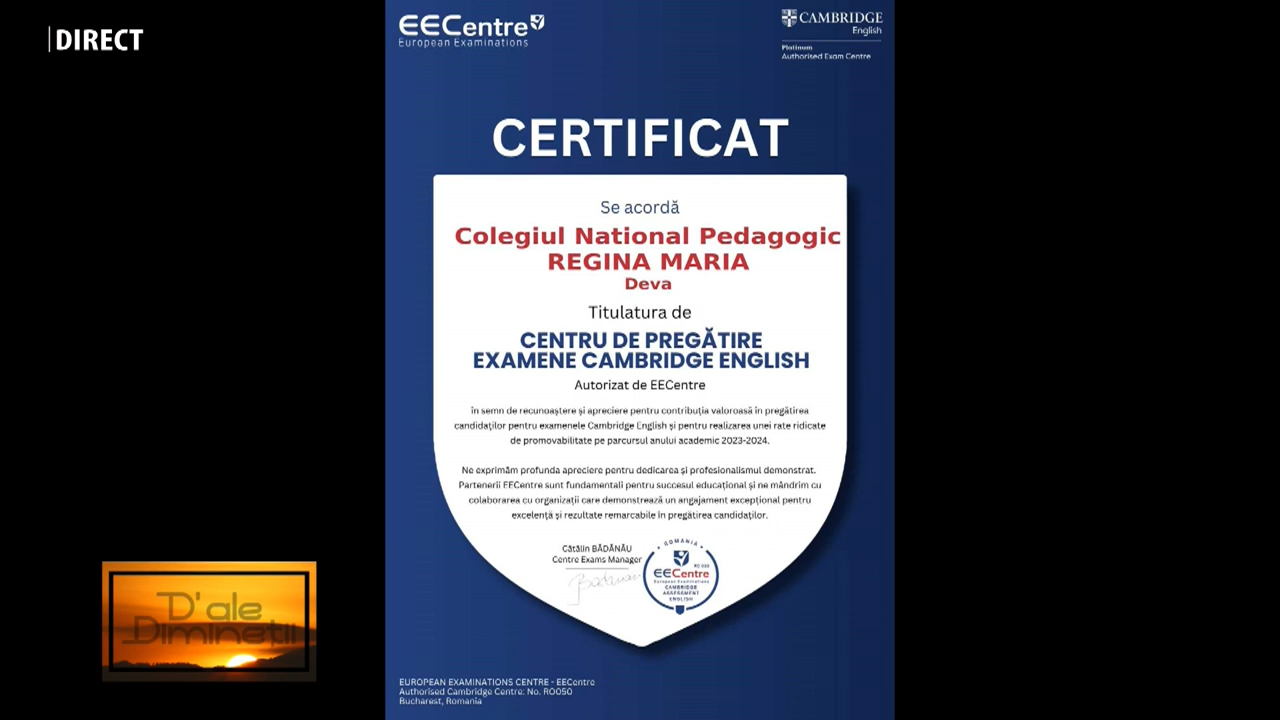 DIRECT
EECentre
European Examinations
CAMBRIDGE
English
Platinum
Authorised Exam Centre
CERTIFICAT
Se acordă
Colegiul National Pedagogic
REGINA MARIA
Deva
Titulatura de
CENTRU DE PREGĂTIRE
EXAMENE CAMBRIDGE ENGLISH
Autorizat de EECentre
în semn de recunoaștere și apreciere pentru contribuția valoroasă în pregătirea
candidaților pentru examenele Cambridge English și pentru realizarea unei rate ridicate
de promovabilitate pe parcursul anului academic 2023-2024.
Ne exprimăm profunda apreciere pentru dedicarea și profesionalismul demonstrat.
Partenerii EECentre sunt fundamentali pentru succesul educațional și ne mândrim cu
colaborarea cu organizații care demonstrează un angajament excepțional pentru
excelență și rezultate remarcabile în pregătirea candidaților.
Cătălin BĂDĂNĂU
Centre Exams Manager
ROMANIA
RO 050
EECentre
European Examinations
CAMBRIDGE
ASSESSMENT
ENGLISH
D'ale
Dimineții
EUROPEAN EXAMINATIONS CENTRE - EECentre
Authorised Cambridge Centre: No. RO050
Bucharest, Romania